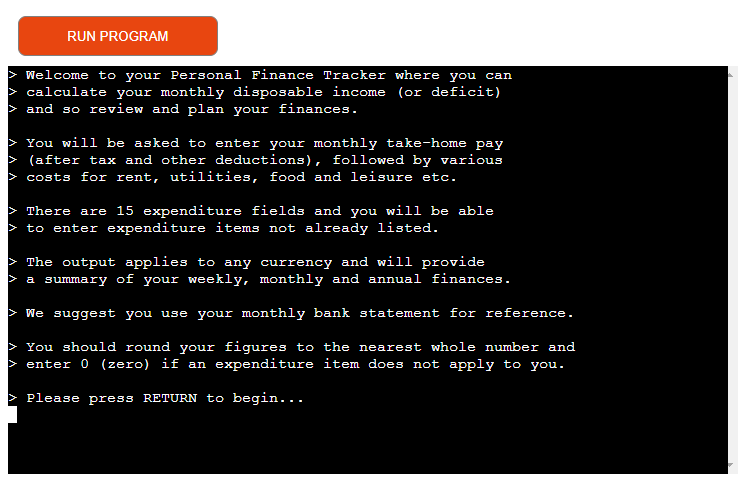 RUN PROGRAM
> Welcome to your Personal Finance Tracker where you can
> calculate your monthly disposable income (or deficit)
> and so review and plan your finances.
> You will be asked to enter your monthly take-home pay
> (after tax and other deductions), followed by various
> costs for rent, utilities, food and leisure etc.
> There are 15 expenditure fields and you will be able
> to enter expenditure items not already listed.
> The output applies to any currency and will provide
> a summary of your weekly, monthly and annual finances.
> We suggest you use your monthly bank statement for reference.
> You should round your figures to the nearest whole number and
> enter 0 (zero) if an expenditure item does not apply to you.
> Please press RETURN to begin...